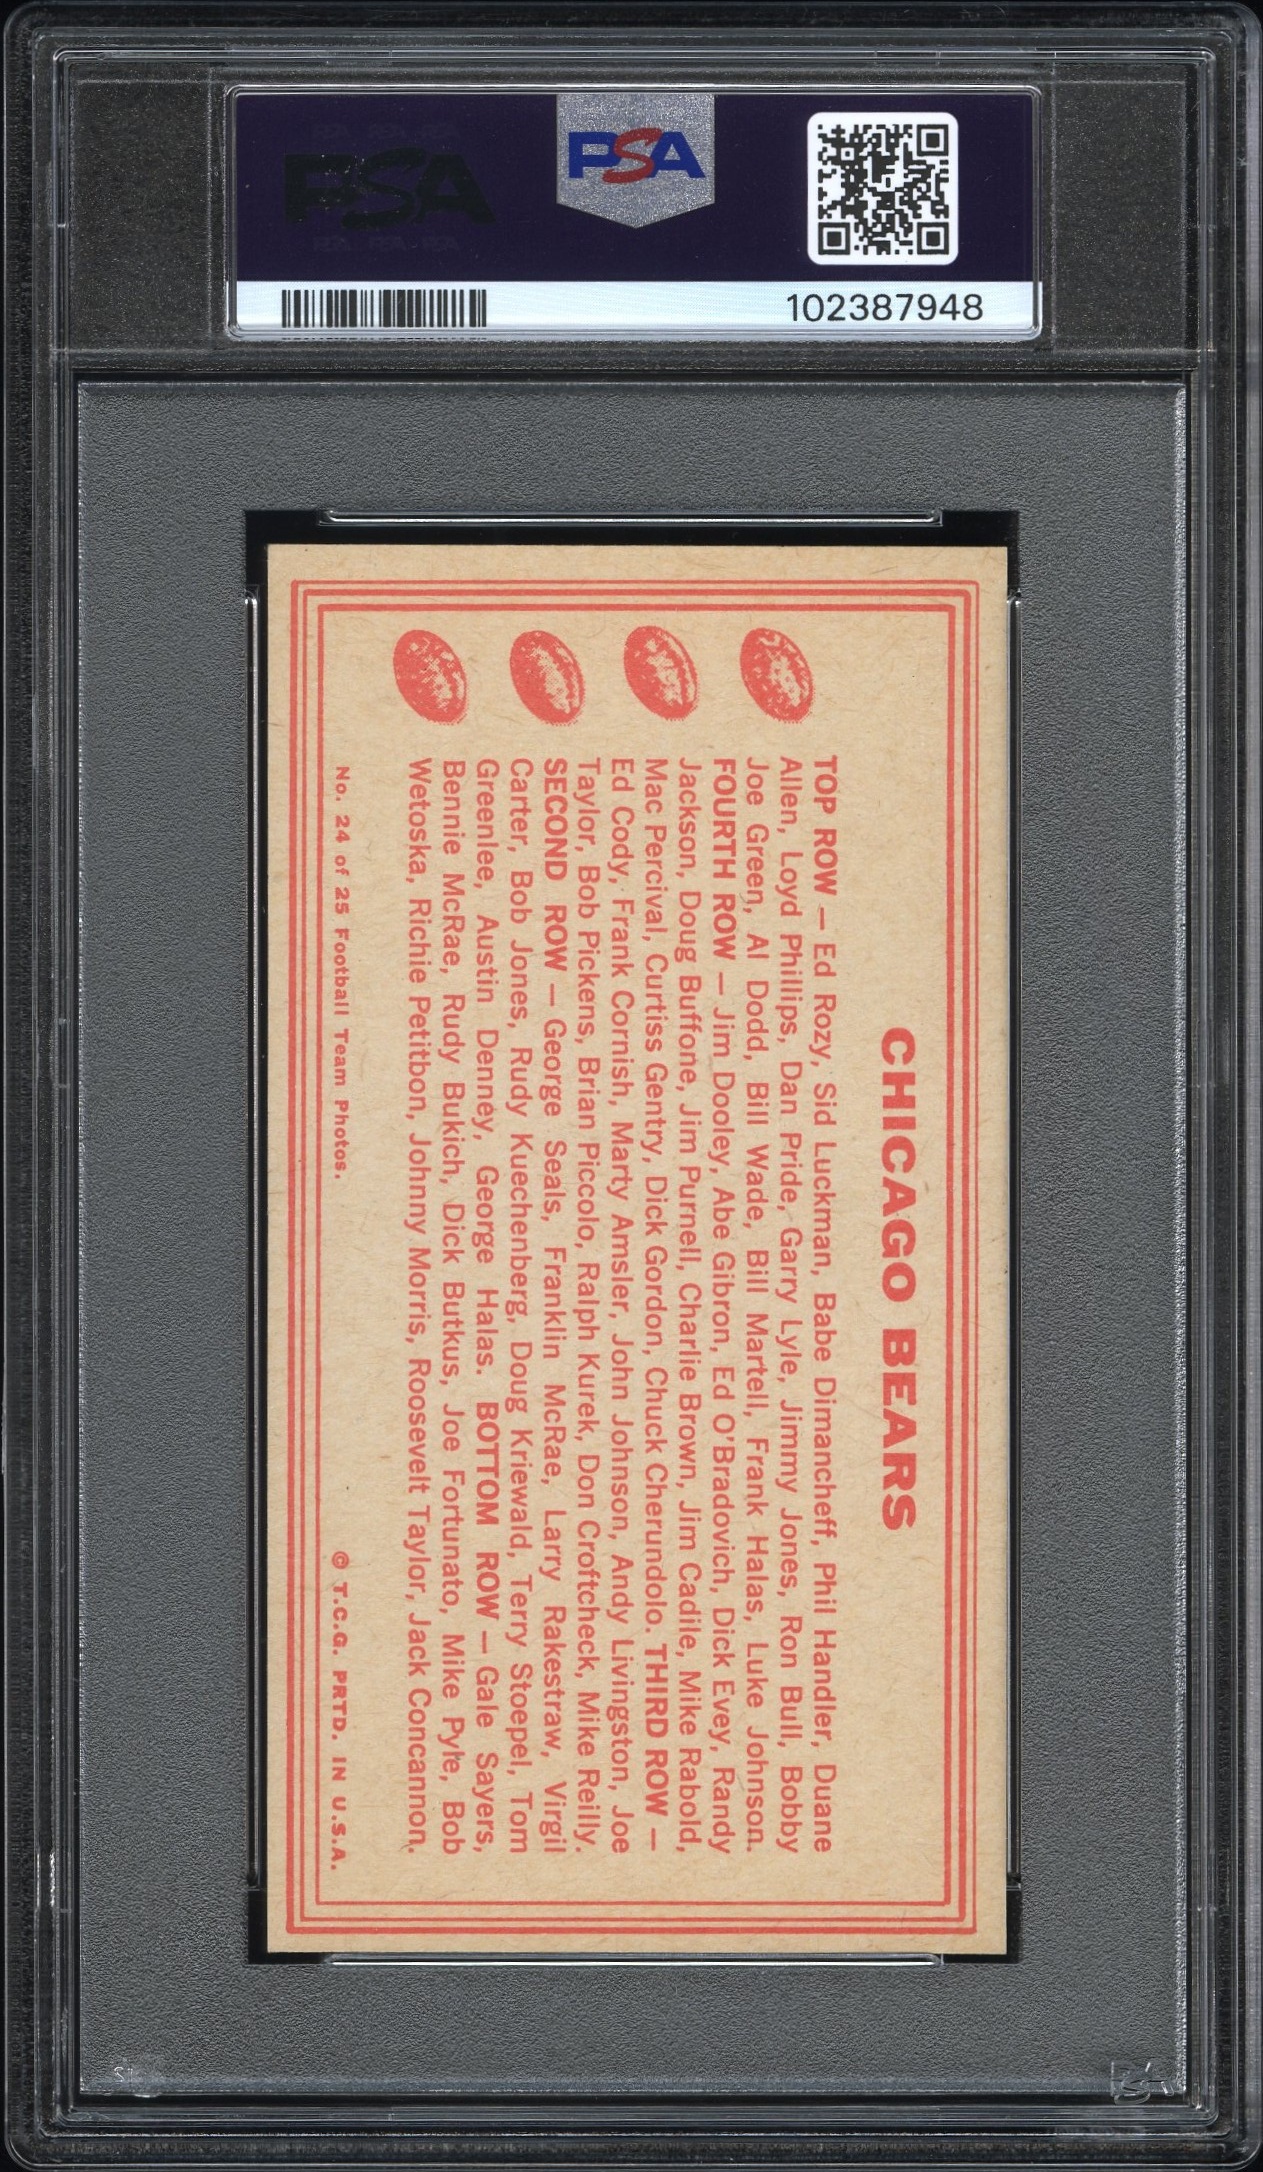 PSA
PSA
102387948
CHICAGO BEARS
TOP ROW — Ed Rozy, Sid Luckman, Babe Dimancheff, Phil Handler, Duane
Allen, Loyd Phillips, Dan Pride, Garry Lyle, Jimmy Jones, Ron Bull, Bobby
Joe Green, Al Dodd, Bill Wade, Bill Martell, Frank Halas, Luke Johnson.
FOURTH ROW — Jim Dooley, Abe Gibron, Ed O'Bradovich, Dick Evey, Randy
Jackson, Doug Buffone, Jim Purnell, Charlie Brown, Jim Cadile, Mike Rabold,
Mac Percival, Curtiss Gentry, Dick Gordon, Chuck Cherundolo. THIRD ROW —
Ed Cody, Frank Cornish, Marty Amsler, John Johnson, Andy Livingston, Joe
Taylor, Bob Pickens, Brian Piccolo, Ralph Kurek, Don Croftcheck, Mike Reilly.
SECOND ROW — George Seals, Franklin McRae, Larry Rakestraw, Virgil
Carter, Bob Jones, Rudy Kuechenberg, Doug Kriewald, Terry Stoepel, Tom
Greenlee, Austin Denney, George Halas. BOTTOM ROW — Gale Sayers,
Bennie McRae, Rudy Bukich, Dick Butkus, Joe Fortunato, Mike Pyle, Bob
Wetoska, Richie Petitbon, Johnny Morris, Roosevelt Taylor, Jack Concannon.
No. 24 of 25 Football Team Photos.
© T.C.G. PRTD. IN U.S.A.
PSA